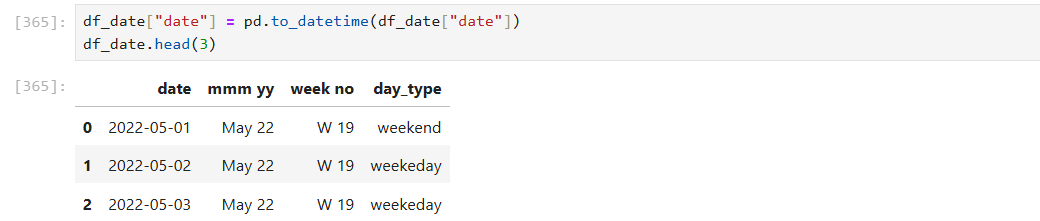 [365]: df_date["date"] = pd.to_datetime(df_date["date"])
df_date.head(3)
[365]:
date mmm yy week no day_type
0 2022-05-01 May 22 W 19 weekend
1 2022-05-02 May 22 W 19 weekeday
2 2022-05-03 May 22 W 19 weekeday